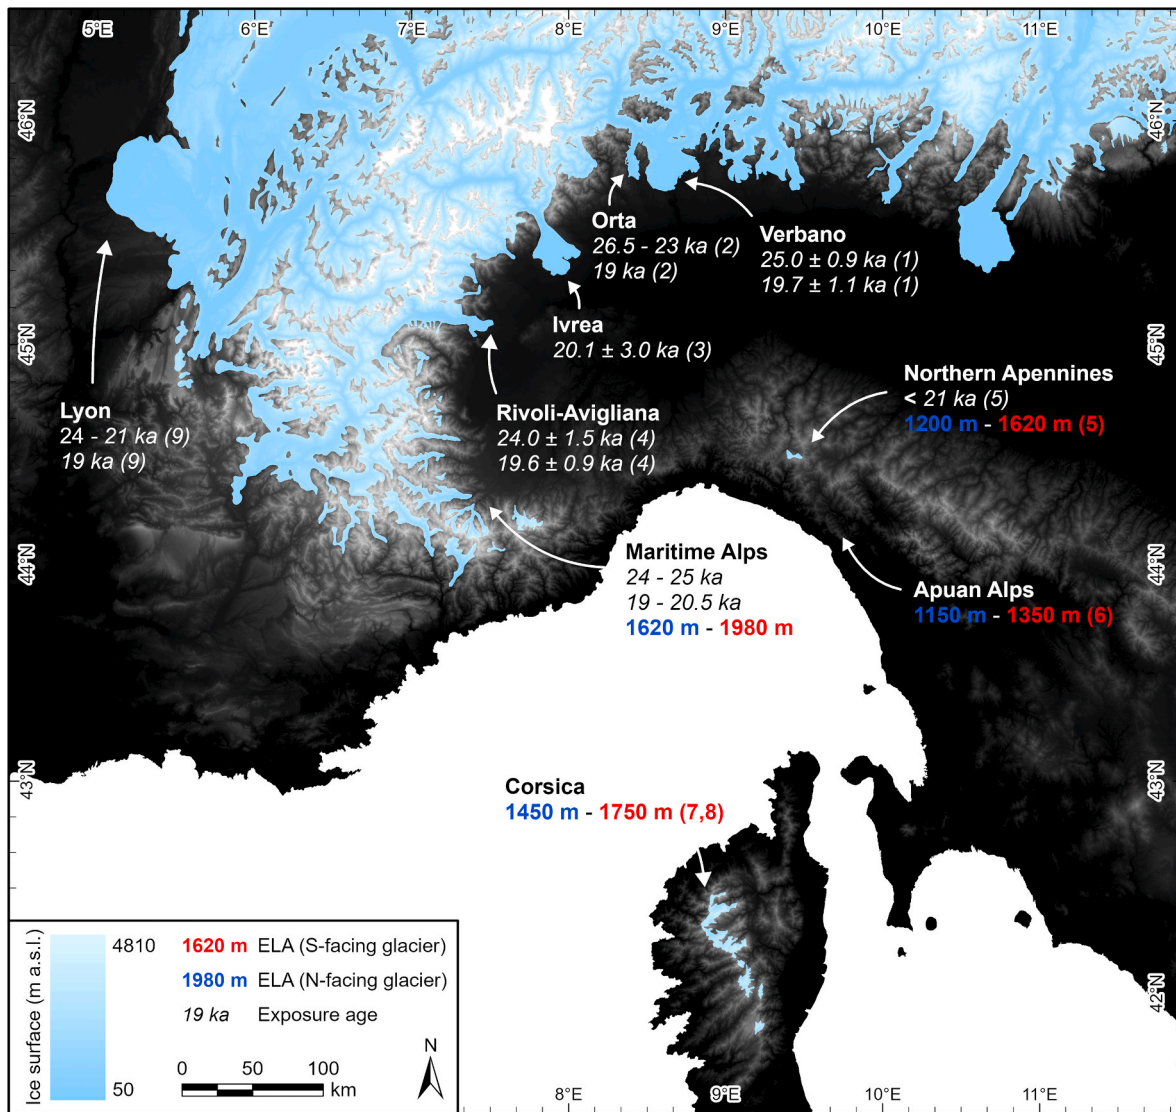 5°E 6°E 7°E 8°E 9°E 10°E 11°E
46°N
46°N
Orta
26.5 - 23 ka (2)
19 ka (2)
Verbano
25.0 ± 0.9 ka (1)
19.7 ± 1.1 ka (1)
Ivrea
20.1 ± 3.0 ka (3)
45°N
45°N
Lyon
24 - 21 ka (9)
19 ka (9)
Rivoli-Avigliana
24.0 ± 1.5 ka (4)
19.6 ± 0.9 ka (4)
Northern Apennines
< 21 ka (5)
1200 m - 1620 m (5)
44°N
44°N
Maritime Alps
24 - 25 ka
19 - 20.5 ka
1620 m - 1980 m
Apuan Alps
1150 m - 1350 m (6)
43°N
43°N
Corsica
1450 m - 1750 m (7,8)
42°N
Ice surface (m a.s.l.)
4810
50
1620 m ELA (S-facing glacier)
1980 m ELA (N-facing glacier)
19 ka Exposure age
0 50 100
km
N
8°E 9°E 10°E 11°E